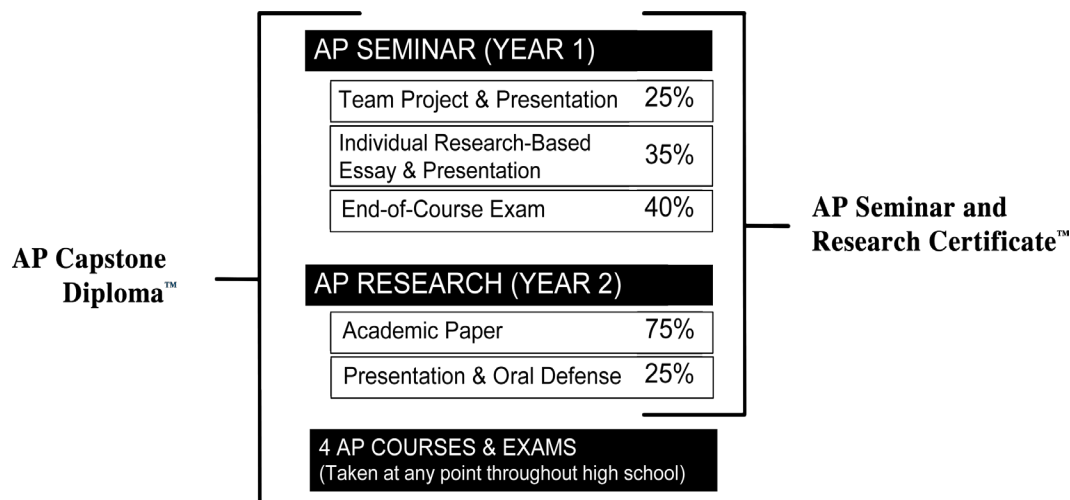 AP SEMINAR (YEAR 1)
Team Project & Presentation 25%
Individual Research-Based
Essay & Presentation 35%
End-of-Course Exam 40%
AP Seminar and
Research Certificate™
AP Capstone
Diploma™
AP RESEARCH (YEAR 2)
Academic Paper 75%
Presentation & Oral Defense 25%
4 AP COURSES & EXAMS
(Taken at any point throughout high school)